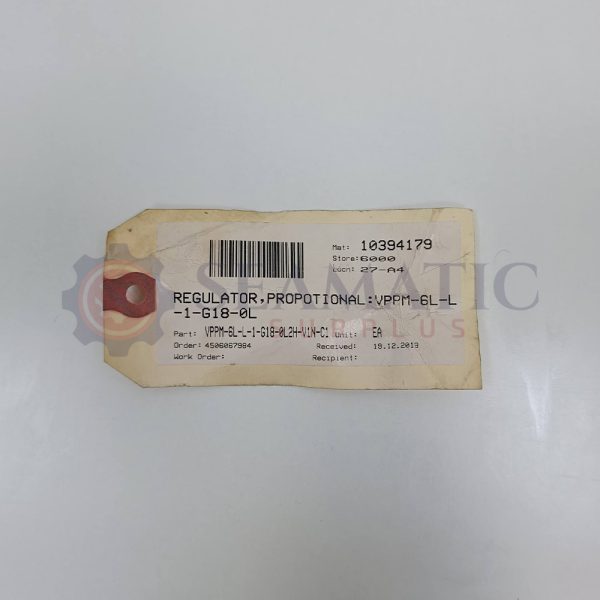 Mat: 10394179
Store: 6000
Locn: 27-A4
REGULATOR,PROPOTIONAL:VPPM-6L-L
-1-G18-0L
Part: VPPM-6L-L-1-G18-0L2H-V1N-C1 Unit: EA
Order: 4506067984 Received: 19.12.2019
Work Order: Recipient:
SEAMATIC
SURPLUS